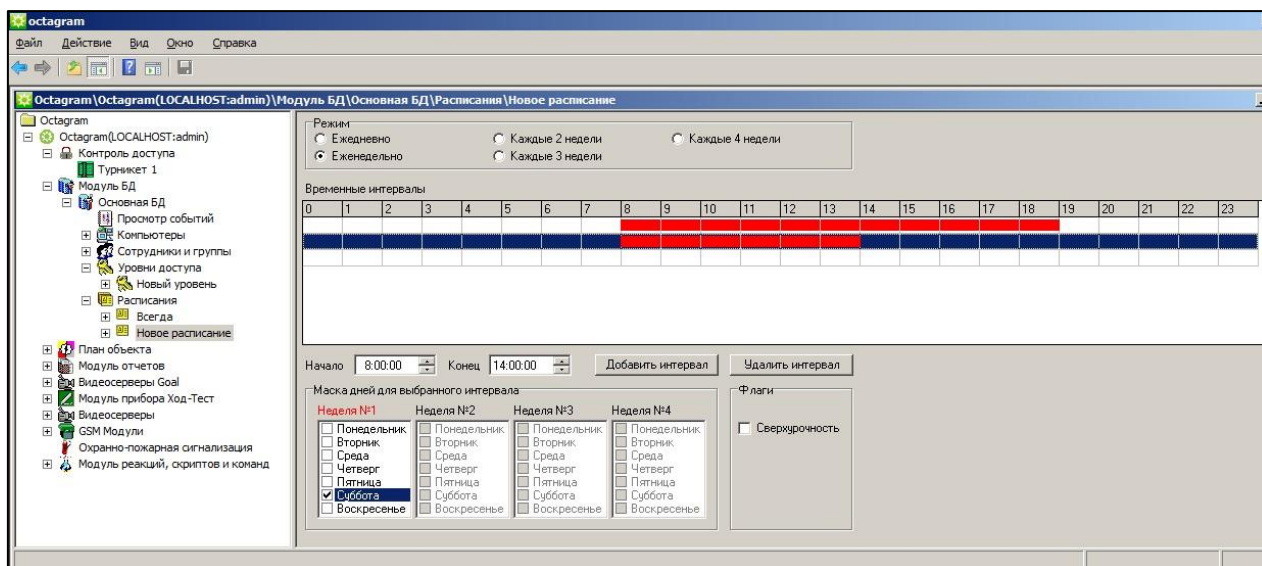 octagram
Файл Действие Вид Окно Справка
Octagram\Octagram(LOCALHOST:admin)\Модуль БД\Основная БД\Расписания\Новое расписание
Octagram
Octagram(LOCALHOST:admin)
Контроль доступа
Турникет 1
Модуль БД
Основная БД
Просмотр событий
Компьютеры
Сотрудники и группы
Уровни доступа
Новый уровень
Расписания
Всегда
Новое расписание
План объекта
Модуль отчетов
Видеосерверы Goal
Модуль прибора Ход-Тест
Видеосерверы
GSM Модули
Охранно-пожарная сигнализация
Модуль реакций, скриптов и команд
Режим
Ежедневно Каждые 2 недели Каждые 4 недели
Еженедельно Каждые 3 недели
Временные интервалы
0 1 2 3 4 5 6 7 8 9 10 11 12 13 14 15 16 17 18 19 20 21 22 23
Начало 8:00:00 Конец 14:00:00 Добавить интервал Удалить интервал
Маска дней для выбранного интервала
Неделя №1 Неделя №2 Неделя №3 Неделя №4
Понедельник Понедельник Понедельник Понедельник
Вторник Вторник Вторник Вторник
Среда Среда Среда Среда
Четверг Четверг Четверг Четверг
Пятница Пятница Пятница Пятница
Суббота Суббота Суббота Суббота
Воскресенье Воскресенье Воскресенье Воскресенье
Флаги
Сверхурочность